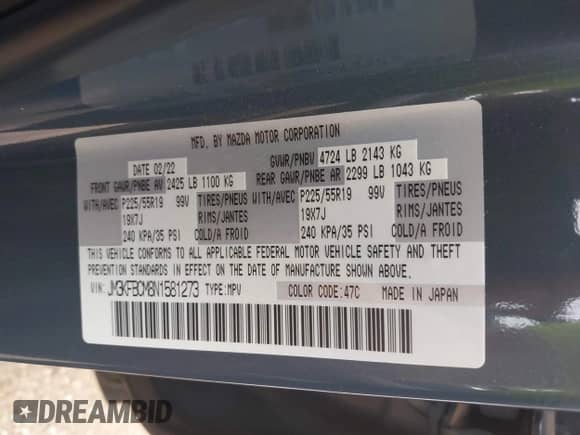 MFD. BY MAZDA MOTOR CORPORATION
DATE 02/22 GVWR/PNBV 4724 LB 2143 KG
FRONT GAWR/PNBE AV 2425 LB 1100 KG REAR GAWR/PNBE AR 2299 LB 1043 KG
WITH/AVEC P225/55R19 99V TIRES/PNEUS WITH/AVEC P225/55R19 99V TIRES/PNEUS
19X7J RIMS/JANTES 19X7J RIMS/JANTES
240 KPA/35 PSI COLD/A FROID 240 KPA/35 PSI COLD/A FROID
THIS VEHICLE CONFORMS TO ALL APPLICABLE FEDERAL MOTOR VEHICLE SAFETY AND THEFT
PREVENTION STANDARDS IN EFFECT ON THE DATE OF MANUFACTURE SHOWN ABOVE.
VIN: JM3KFBCM8N1581273 TYPE:MPV COLOR CODE:47C MADE IN JAPAN
DREAMBID